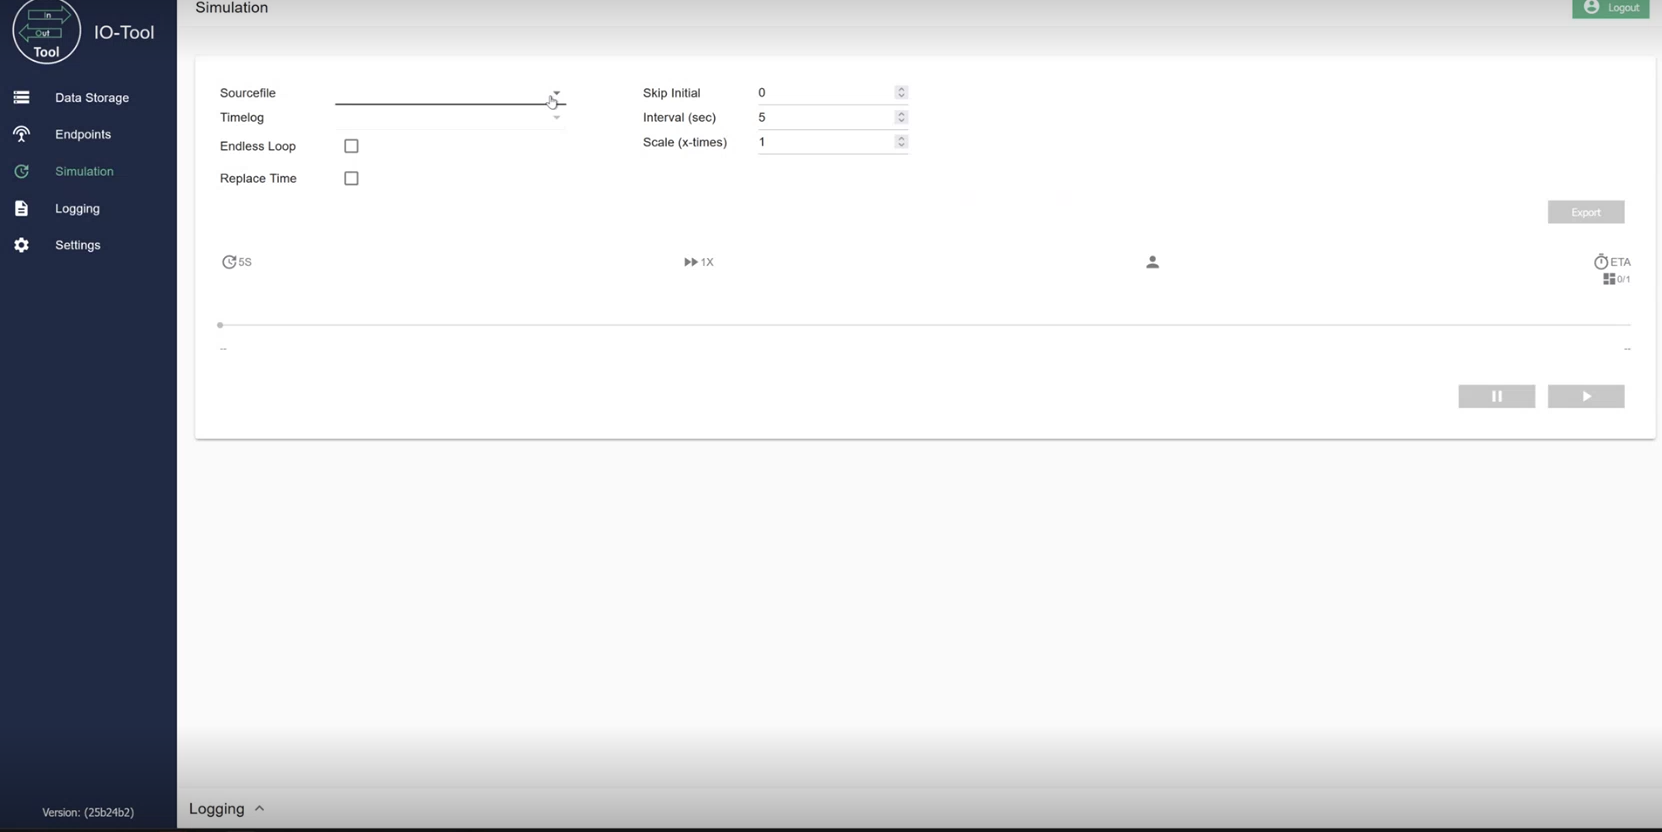 Simulation
Logout
In
Out
Tool
IO-Tool
Data Storage
Endpoints
Simulation
Logging
Settings
Sourcefile
Timelog
Endless Loop
Replace Time
Skip Initial 0
Interval (sec) 5
Scale (x-times) 1
Export
5S
1X
ETA
0/1
--
--
Version: (25b24b2)
Logging